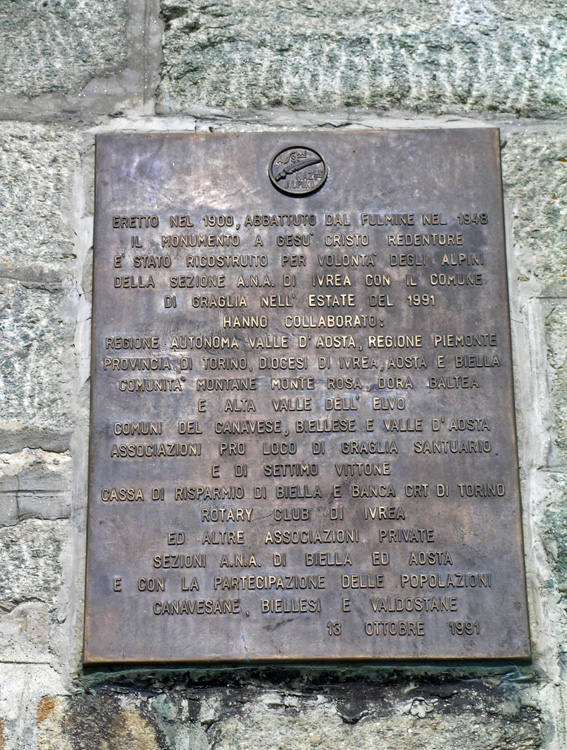 ASS.NE
NAZ.LE
ALPINI
ERETTO NEL 1900, ABBATTUTO DAL FULMINE NEL 1948
IL MONUMENTO A GESU' CRISTO REDENTORE
E' STATO RICOSTRUITO PER VOLONTA' DEGLI ALPINI
DELLA SEZIONE A.N.A. DI IVREA CON IL COMUNE
DI GRAGLIA NELL' ESTATE DEL 1991
HANNO COLLABORATO:
REGIONE AUTONOMA VALLE D'AOSTA, REGIONE PIEMONTE
PROVINCIA DI TORINO, DIOCESI DI IVREA, AOSTA E BIELLA
COMUNITA' MONTANE MONTE ROSA, DORA BALTEA
E ALTA VALLE DELL' ELVO
COMUNI DEL CANAVESE, BIELLESE E VALLE D'AOSTA
ASSOCIAZIONI PRO LOCO DI GRAGLIA SANTUARIO
E DI SETTIMO VITTONE
CASSA DI RISPARMIO DI BIELLA E BANCA CRT DI TORINO
ROTARY CLUB DI IVREA
ED ALTRE ASSOCIAZIONI PRIVATE
SEZIONI A.N.A. DI BIELLA ED AOSTA
E CON LA PARTECIPAZIONE DELLE POPOLAZIONI
CANAVESANE, BIELLESI E VALDOSTANE
13 OTTOBRE 1991